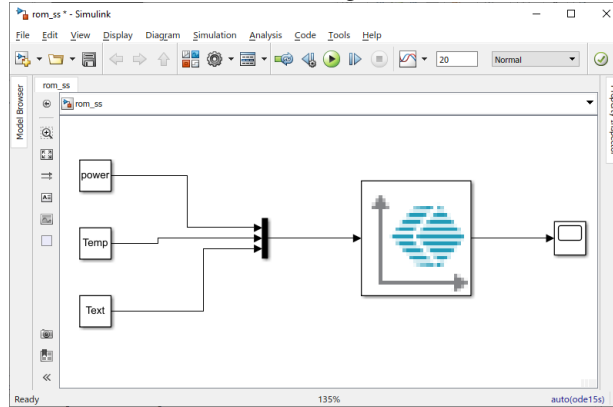 rom_ss * - Simulink
File Edit View Display Diagram Simulation Analysis Code Tools Help
20 Normal
rom_ss
rom_ss
Model Browser
power
Temp
Text
Ready 135% auto(ode15s)